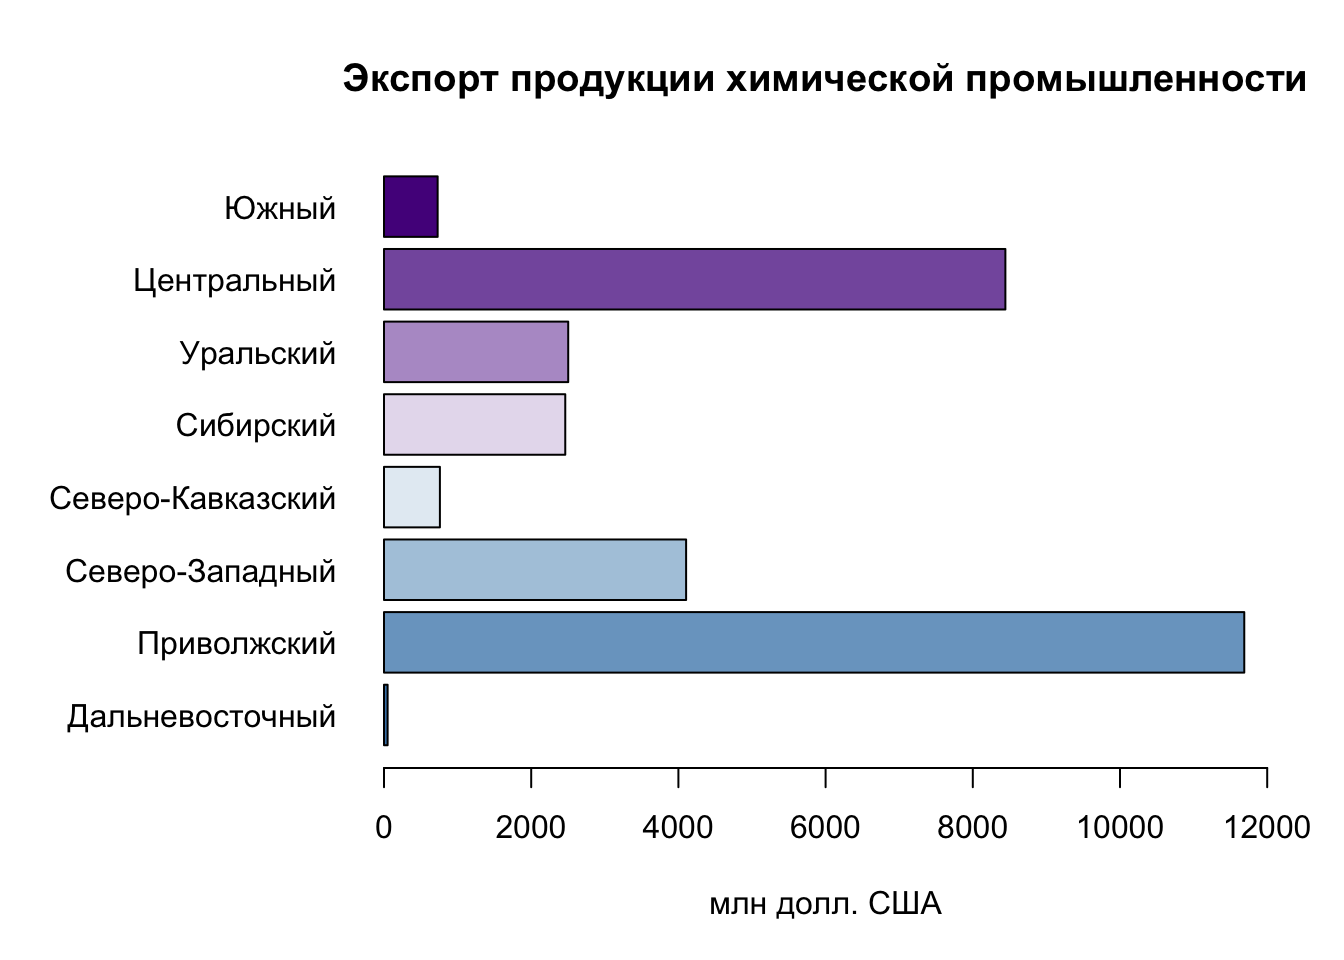 Экспорт продукции химической промышленности
Южный
Центральный
Уральский
Сибирский
Северо-Кавказский
Северо-Западный
Приволжский
Дальневосточный
0 2000 4000 6000 8000 10000 12000
млн долл. США